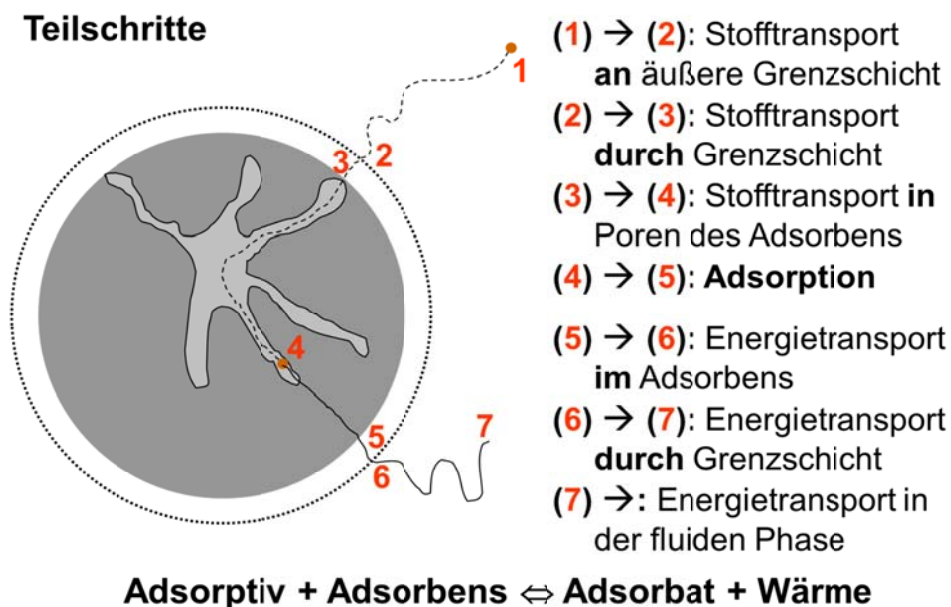 Teilschritte
(1) → (2): Stofftransport
an äußere Grenzschicht
(2) → (3): Stofftransport
durch Grenzschicht
(3) → (4): Stofftransport in
Poren des Adsorbens
(4) → (5): Adsorption
(5) → (6): Energietransport
im Adsorbens
(6) → (7): Energietransport
durch Grenzschicht
(7) →: Energietransport in
der fluiden Phase
1
2
3
4
5
6
7
Adsorptiv + Adsorbens ⇔ Adsorbat + Wärme